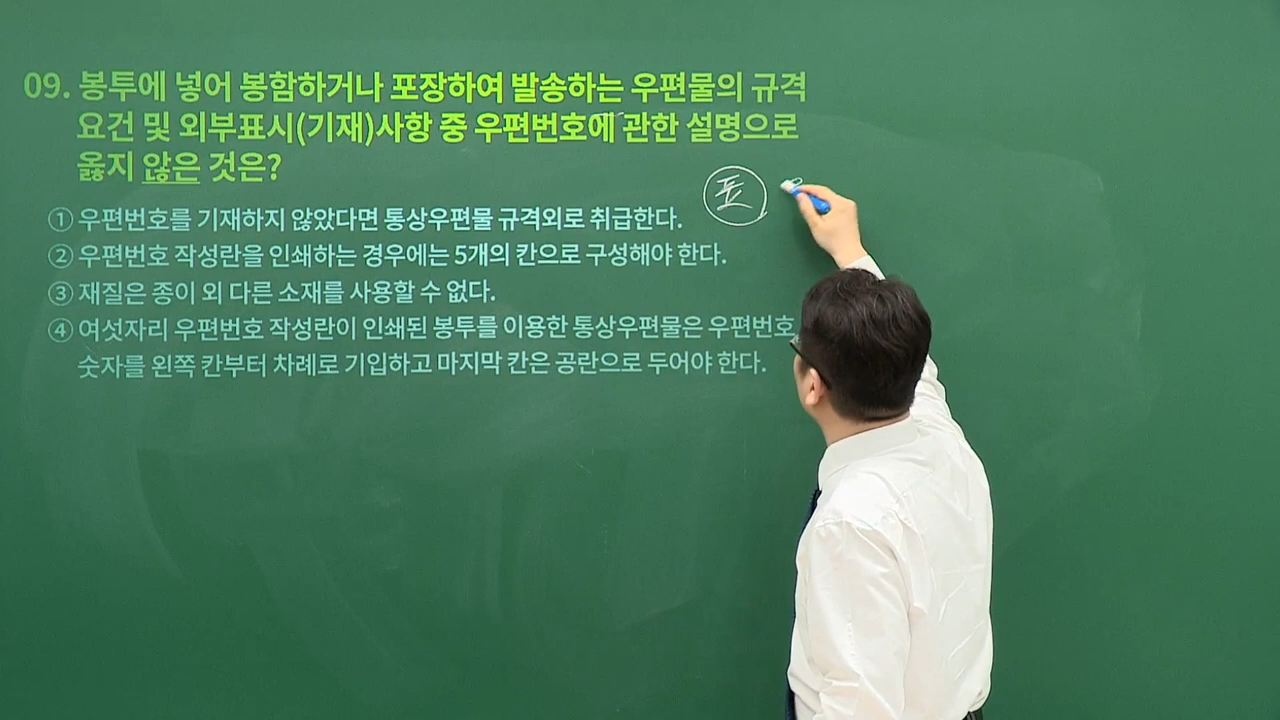 09. 봉투에 넣어 봉함하거나 포장하여 발송하는 우편물의 규격
요건 및 외부표시(기재)사항 중 우편번호에 관한 설명으로
옳지 않은 것은?
표
① 우편번호를 기재하지 않았다면 통상우편물 규격외로 취급한다.
② 우편번호 작성란을 인쇄하는 경우에는 5개의 칸으로 구성해야 한다.
③ 재질은 종이 외 다른 소재를 사용할 수 없다.
④ 여섯자리 우편번호 작성란이 인쇄된 봉투를 이용한 통상우편물은 우편번호
숫자를 왼쪽 칸부터 차례로 기입하고 마지막 칸은 공란으로 두어야 한다.